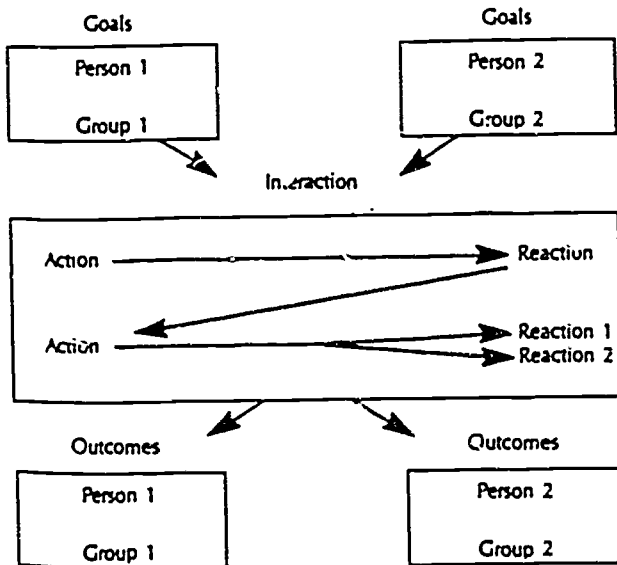 Goals
Goals
Person 1
Person 2
Group 1
Group 2
Interaction
Action
Reaction
Action
Reaction 1
Reaction 2
Outcomes
Outcomes
Person 1
Person 2
Group 1
Group 2